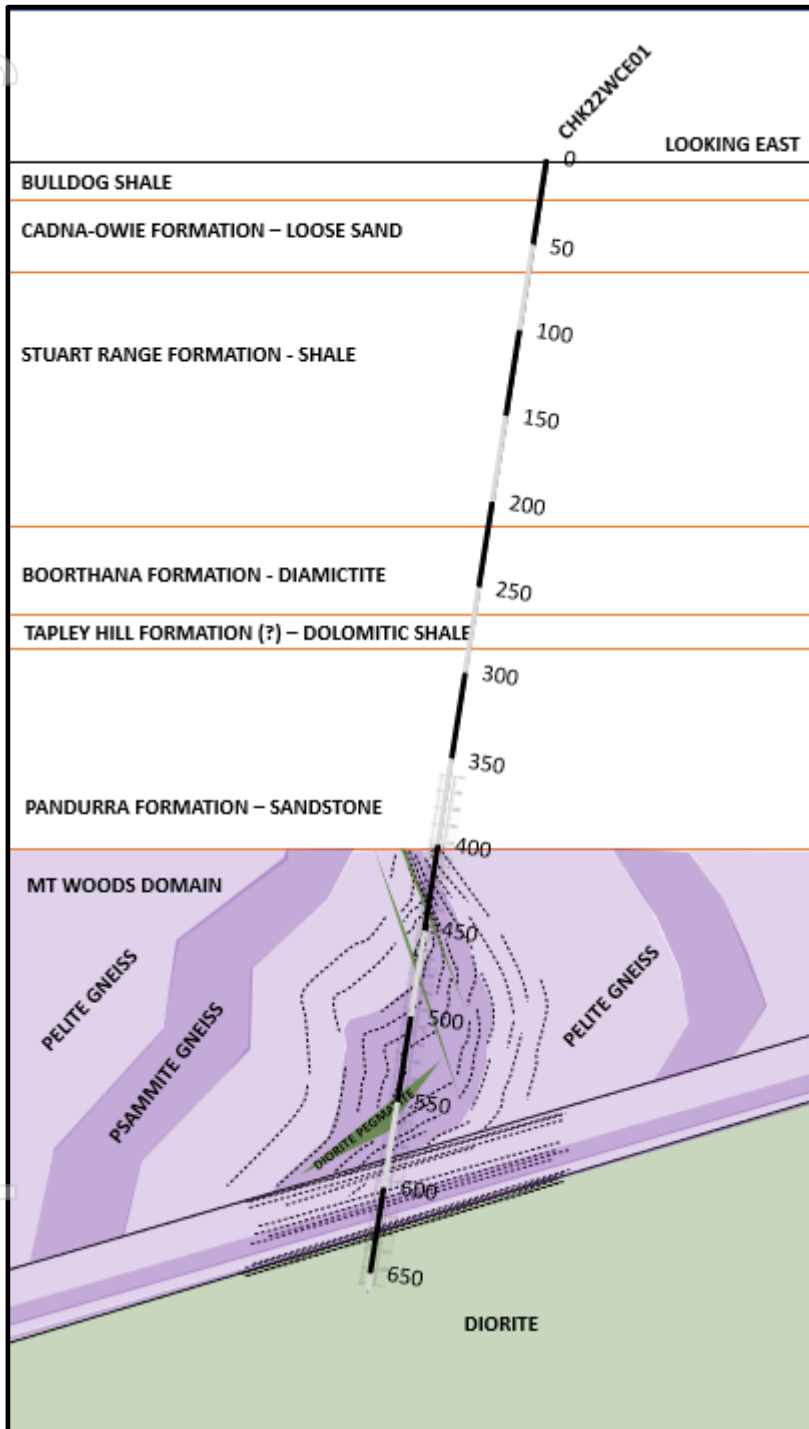 CHK22WCE01
LOOKING EAST
0
BULLDOG SHALE
CADNA-OWIE FORMATION – LOOSE SAND
50
100
STUART RANGE FORMATION - SHALE
150
200
BOORTHANA FORMATION - DIAMICTITE
250
TAPLEY HILL FORMATION (?) – DOLOMITIC SHALE
300
350
PANDURRA FORMATION – SANDSTONE
400
MT WOODS DOMAIN
450
PELITE GNEISS
PSAMMITE GNEISS
500
PELITE GNEISS
550
DIORITE PEGMATITE
600
650
DIORITE